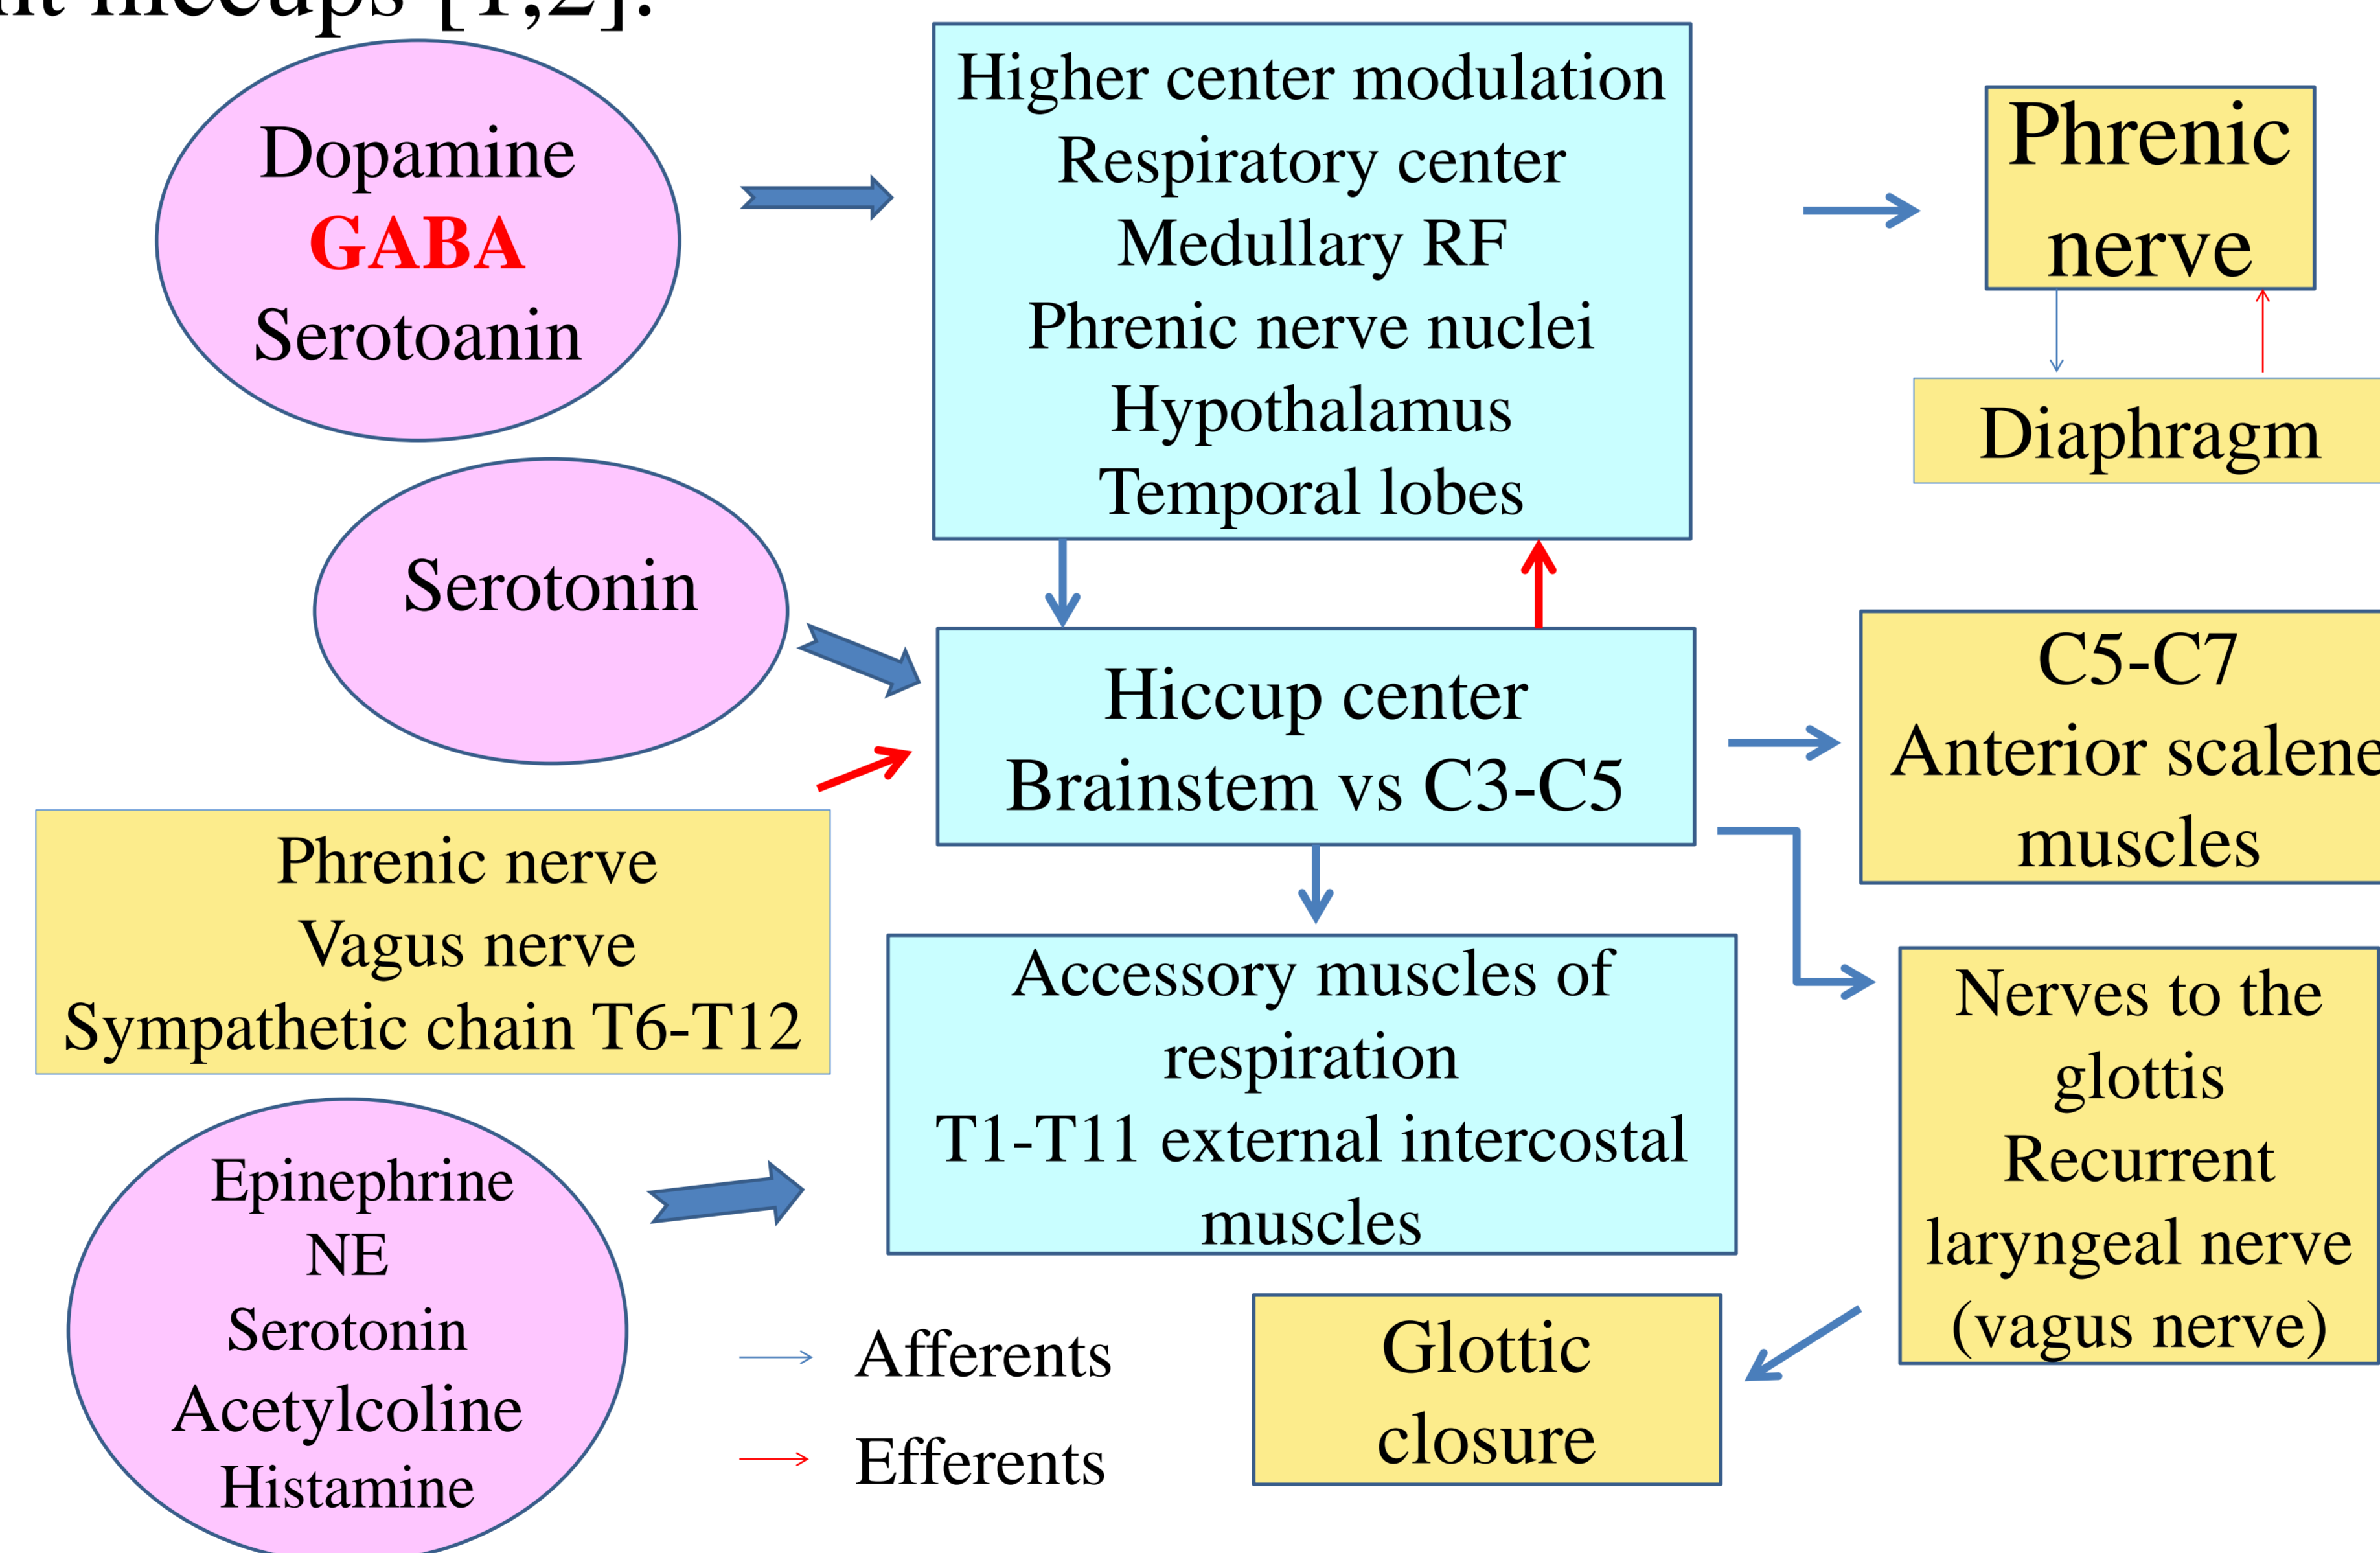 hiccups [1,2].
Dopamine
GABA
Serotoanin
Higher center modulation
Respiratory center
Medullary RF
Phrenic nerve nuclei
Hypothalamus
Temporal lobes
Phrenic
nerve
Diaphragm
Serotonin
Hiccup center
Brainstem vs C3-C5
C5-C7
Anterior scalene
muscles
Phrenic nerve
Vagus nerve
Sympathetic chain T6-T12
Accessory muscles of
respiration
T1-T11 external intercostal
muscles
Nerves to the
glottis
Recurrent
laryngeal nerve
(vagus nerve)
Epinephrine
NE
Serotonin
Acetylcoline
Histamine
Afferents
Efferents
Glottic
closure